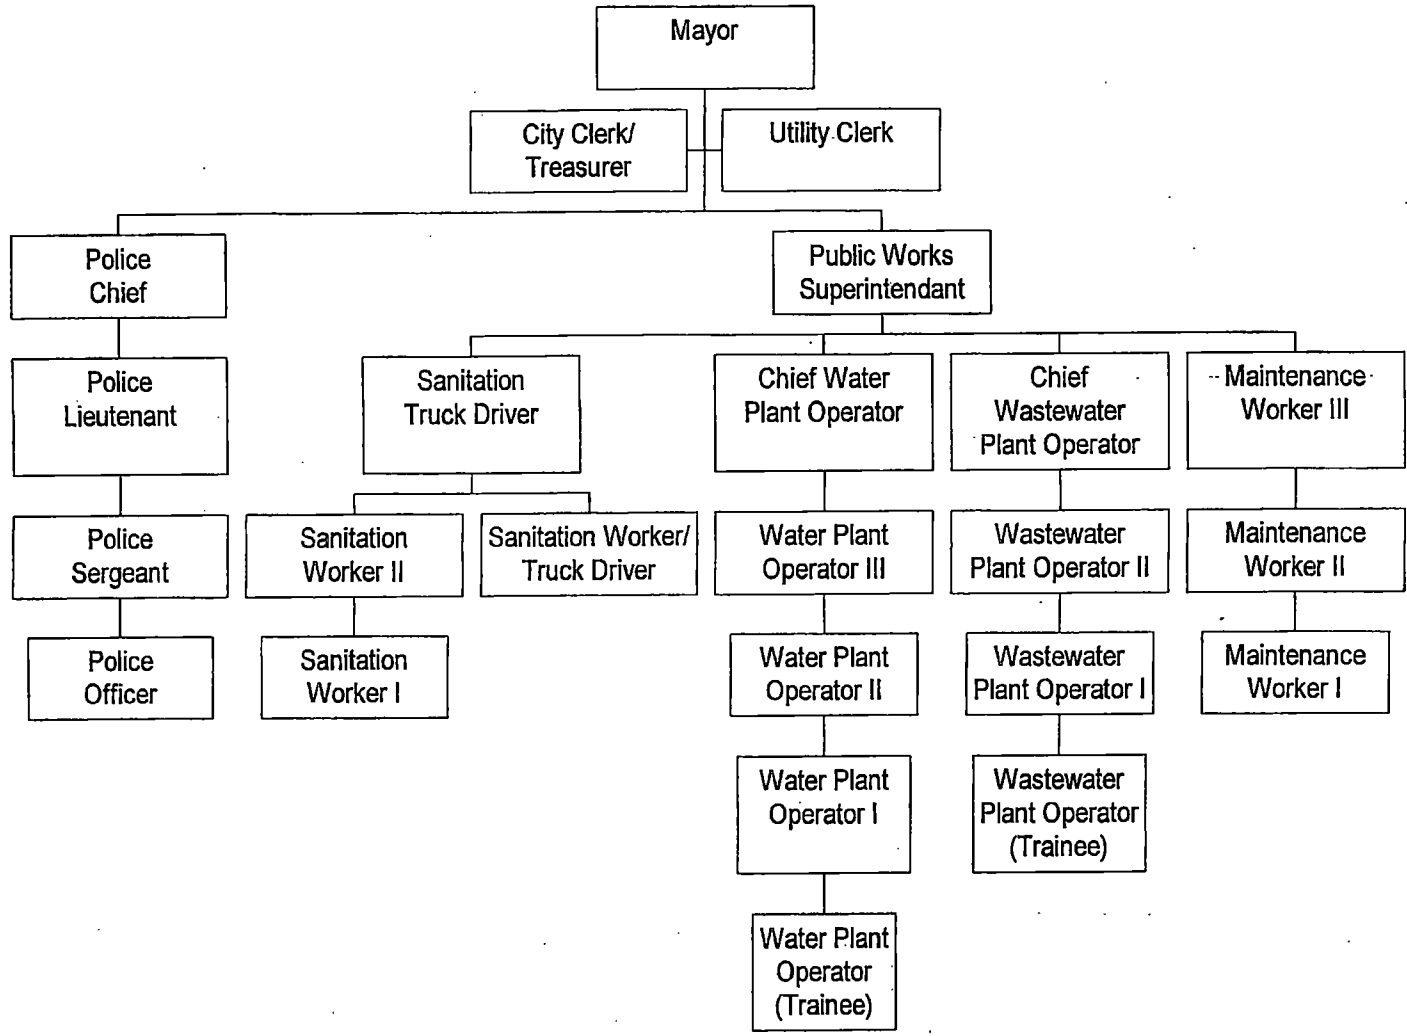 Mayor
City Clerk/
Treasurer
Utility Clerk
Police
Chief
Public Works
Superintendant
Police
Lieutenant
Sanitation
Truck Driver
Chief Water
Plant Operator
Chief
Wastewater
Plant Operator
Maintenance
Worker III
Police
Sergeant
Sanitation
Worker II
Sanitation Worker/
Truck Driver
Water Plant
Operator III
Wastewater
Plant Operator II
Maintenance
Worker II
Police
Officer
Sanitation
Worker I
Water Plant
Operator II
Wastewater
Plant Operator I
Maintenance
Worker I
Water Plant
Operator I
Wastewater
Plant Operator
(Trainee)
Water Plant
Operator
(Trainee)